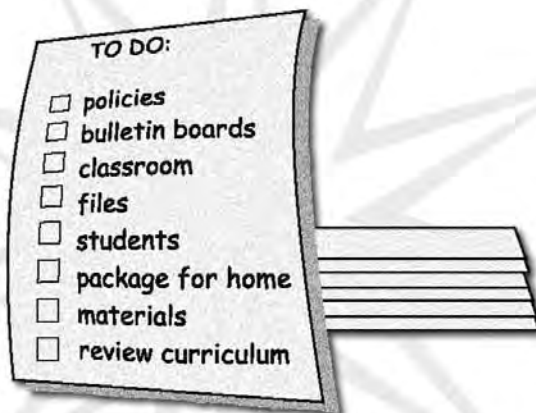 TO DO:
policies
bulletin boards
classroom
files
students
package for home
materials
review curriculum